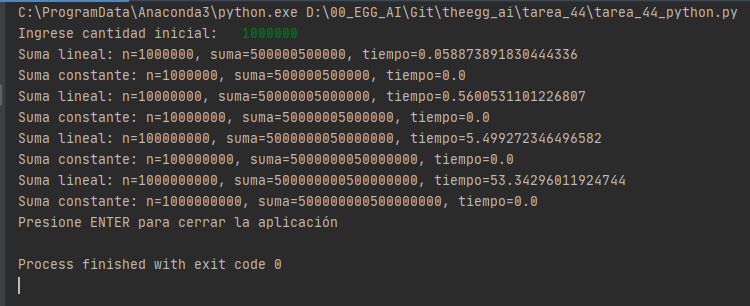 C:\ProgramData\Anaconda3\python.exe D:\00_EGG_AI\Git\theegg_ai\tarea_44\tarea_44_python.py
Ingrese cantidad inicial:   1000000
Suma lineal: n=1000000, suma=500000500000, tiempo=0.058873891830444336
Suma constante: n=1000000, suma=500000500000, tiempo=0.0
Suma lineal: n=10000000, suma=50000005000000, tiempo=0.5600531101226807
Suma constante: n=10000000, suma=50000005000000, tiempo=0.0
Suma lineal: n=100000000, suma=5000000050000000, tiempo=5.499272346496582
Suma constante: n=100000000, suma=5000000050000000, tiempo=0.0
Suma lineal: n=1000000000, suma=500000000500000000, tiempo=53.34296011924744
Suma constante: n=1000000000, suma=500000000500000000, tiempo=0.0
Presione ENTER para cerrar la aplicación
Process finished with exit code 0